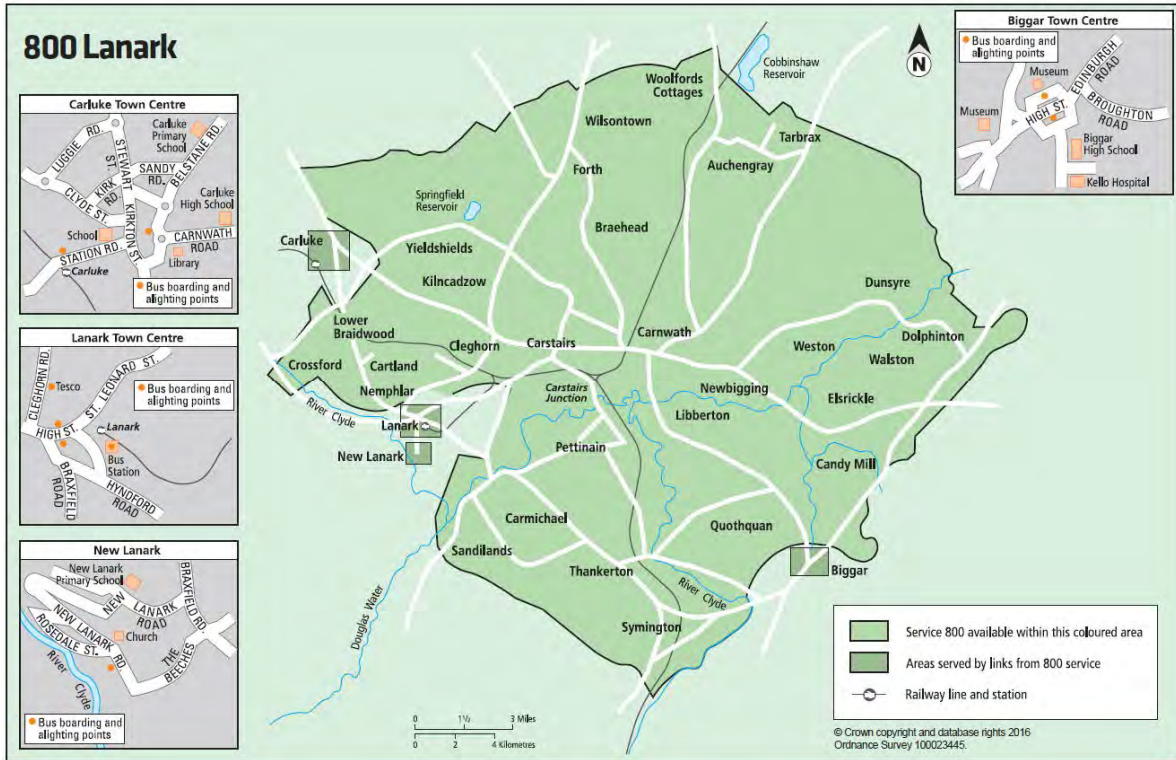 800 Lanark
Carluke Town Centre
LUGGIE RD.
STEWART ST.
Carluke
Primary
School
BELSTANE RD.
SANDY
RD.
KIRK
RD.
CLYDE ST.
KIRKTON ST.
Carluke
High School
School
STATION RD.
CARNWATH
ROAD
Library
Carluke
Bus boarding and
alighting points
Lanark Town Centre
CLEGHORN RD.
Tesco
ST. LEONARD ST.
Bus boarding and
alighting points
HIGH ST.
Lanark
Bus
Station
BRAXFIELD
ROAD
HYNDFORD
ROAD
New Lanark
New Lanark
Primary School
NEW
LANARK
ROAD
BRAXFIELD RD.
NEW LANARK
RD.
ROSEDALE ST.
Church
THE
BEECHES
River
Clyde
Bus boarding and
alighting points
N
Cobbinshaw
Reservoir
Woolfords
Cottages
Wilsontown
Tarbrax
Forth
Auchengray
Springfield
Reservoir
Braehead
Carluke
Yieldshields
Kilncadzow
Dunsyre
Lower
Braidwood
Cleghorn
Carstairs
Carnwath
Dolphinton
Weston
Walston
Crossford
Cartland
Nemphlar
Carstairs
Junction
Newbigging
Elsrickle
Libberton
River Clyde
Lanark
New Lanark
Pettinain
Candy Mill
Carmichael
Quothquan
Sandilands
Thankerton
River Clyde
Biggar
Douglas Water
Symington
0 1½ 3 Miles
0 2 4 Kilometres
Biggar Town Centre
Bus boarding and
alighting points
Museum
EDINBURGH
ROAD
Museum
HIGH ST.
BROUGHTON
ROAD
Biggar
High School
Kello Hospital
Service 800 available within this coloured area
Areas served by links from 800 service
Railway line and station
© Crown copyright and database rights 2016
Ordnance Survey 100023445.